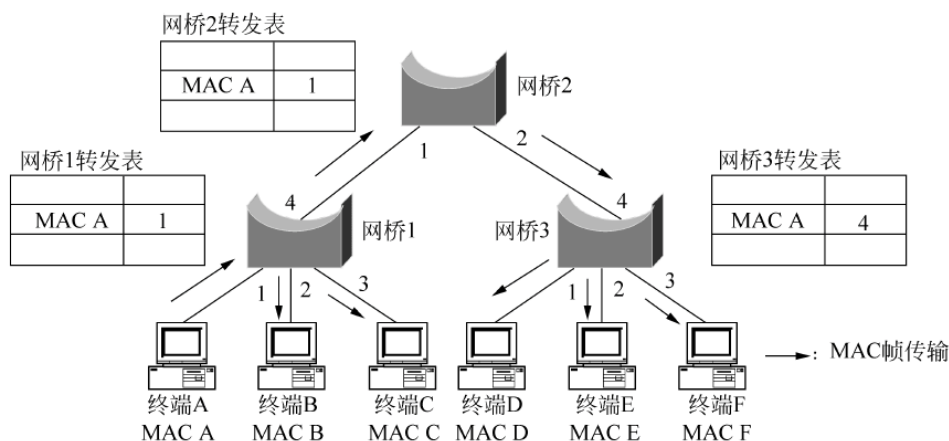 网桥2转发表
MAC A 1
网桥2
1
2
网桥1转发表
MAC A 1
4
网桥1
1 2 3
网桥3转发表
MAC A 4
4
网桥3
1 2 3
终端A
MAC A
终端B
MAC B
终端C
MAC C
终端D
MAC D
终端E
MAC E
终端F
MAC F
：MAC帧传输